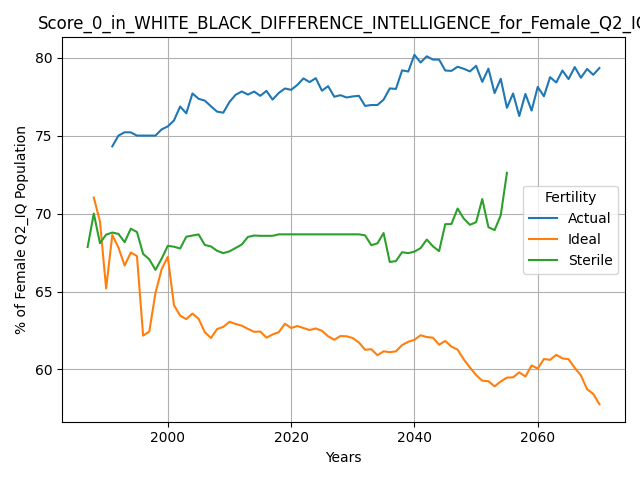 Score_0_in_WHITE_BLACK_DIFFERENCE_INTELLIGENCE_for_Female_Q2_IQ
% of Female Q2_IQ Population
80
75
70
65
60
Fertility
Actual
Ideal
Sterile
2000
2020
2040
2060
Years